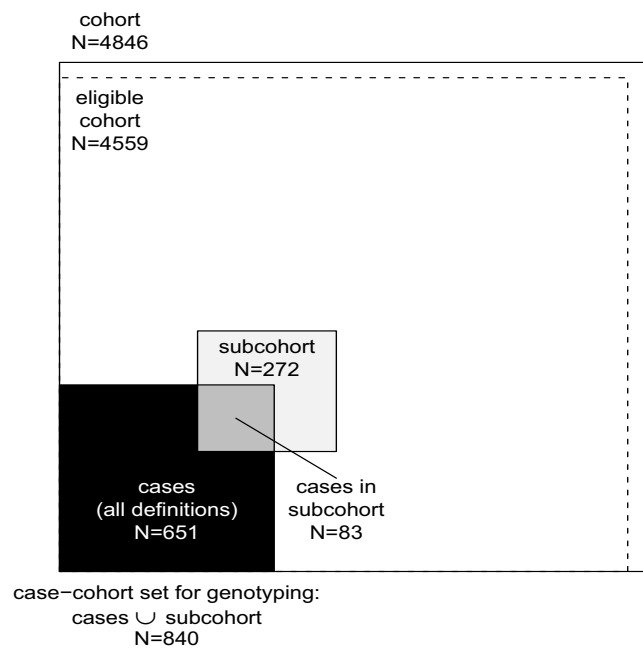 cohort
N=4846
eligible
cohort
N=4559
subcohort
N=272
cases
(all definitions)
N=651
cases in
subcohort
N=83
case−cohort set for genotyping:
cases ∪ subcohort
N=840